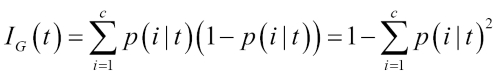 I_G(t) = \sum_{i=1}^{c} p(i|t)(1-p(i|t)) = 1-\sum_{i=1}^{c} p(i|t)^2